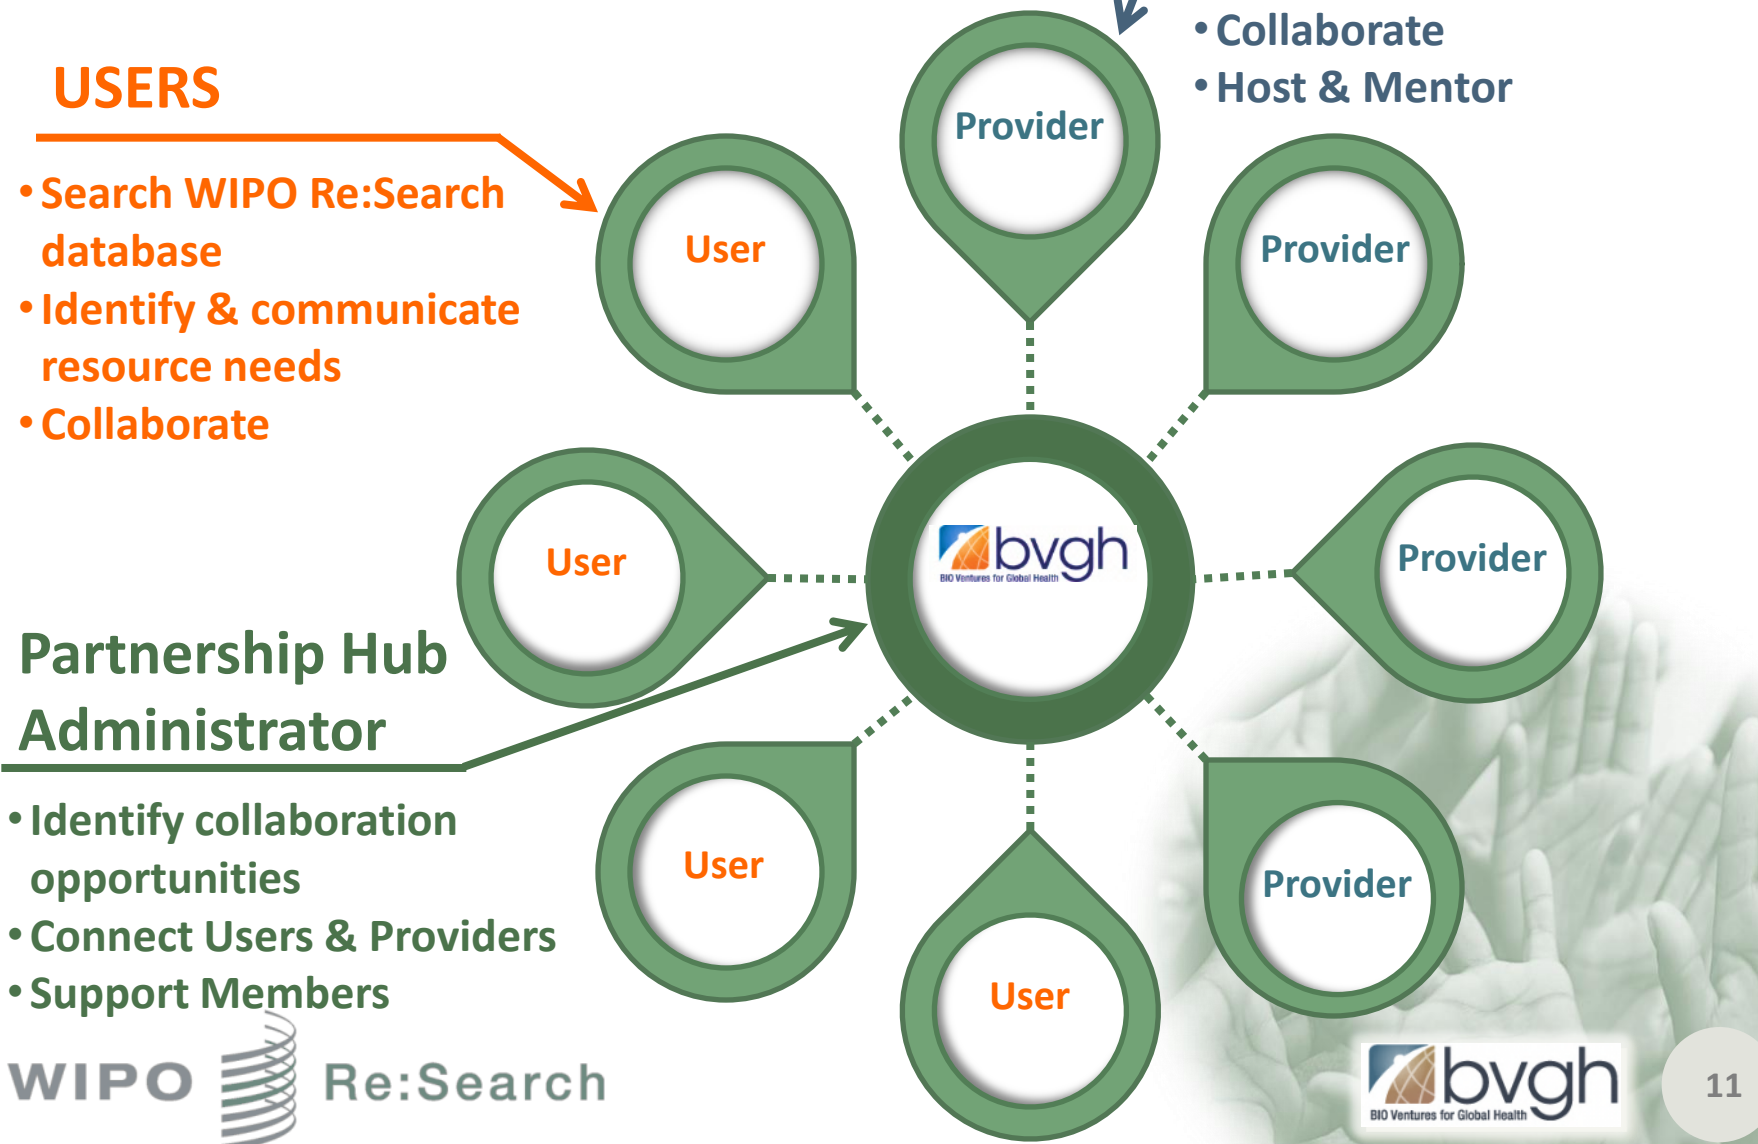 • Collaborate
• Host & Mentor
USERS
• Search WIPO Re:Search
database
• Identify & communicate
resource needs
• Collaborate
Provider
User
Provider
User
bvgh
BIO Ventures for Global Health
Provider
Partnership Hub
Administrator
• Identify collaboration
opportunities
• Connect Users & Providers
• Support Members
User
Provider
User
WIPO Re:Search
bvgh
BIO Ventures for Global Health
11